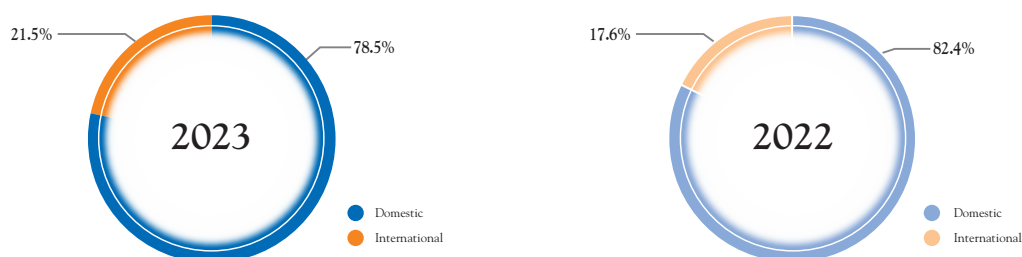 21.5%
78.5%
2023
Domestic
International
17.6%
82.4%
2022
Domestic
International